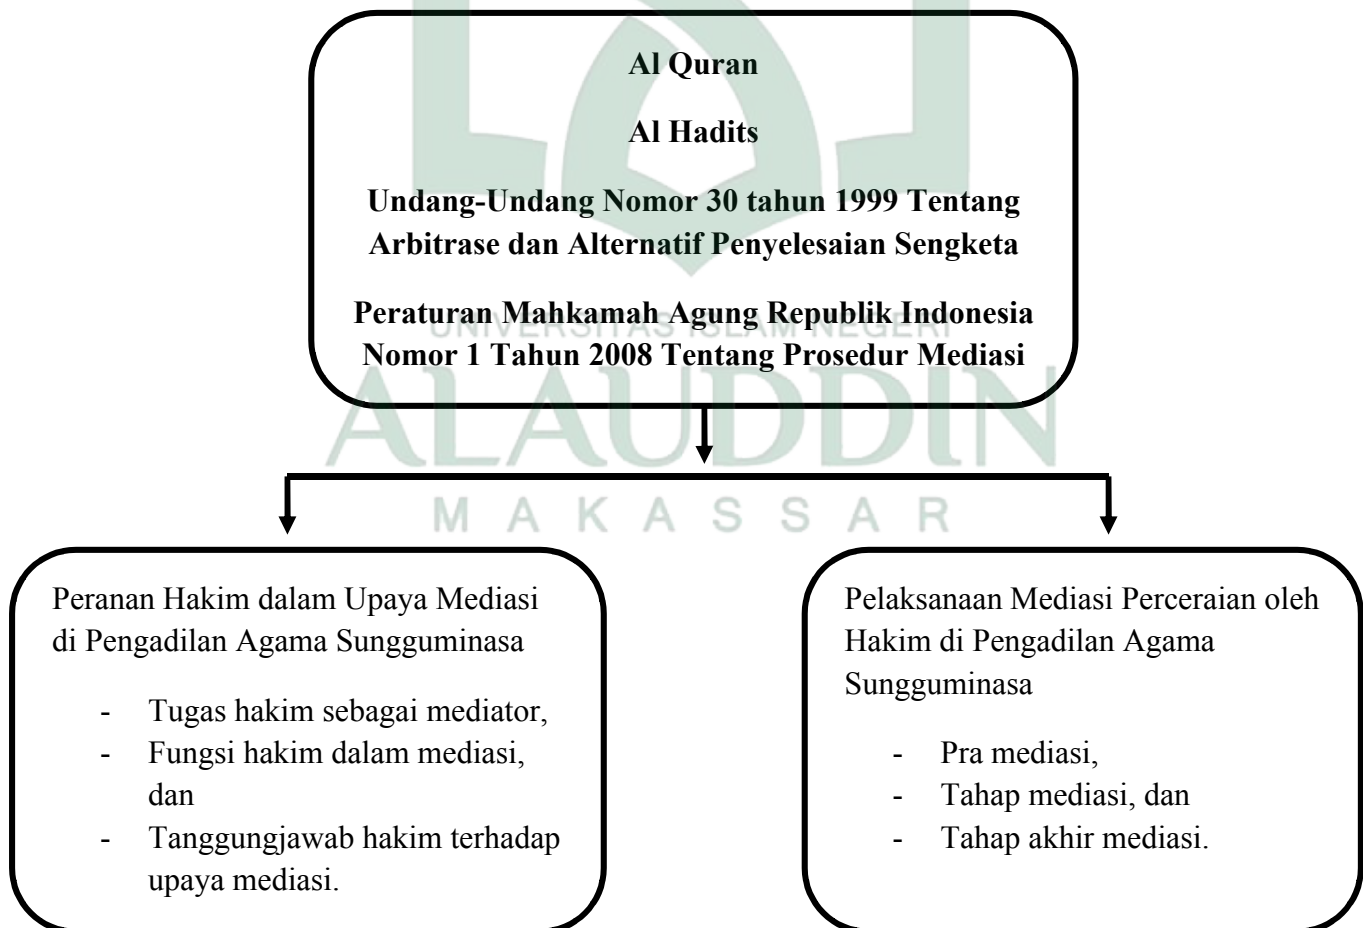 Al Quran
Al Hadits
Undang-Undang Nomor 30 tahun 1999 Tentang
Arbitrase dan Alternatif Penyelesaian Sengketa
Peraturan Mahkamah Agung Republik Indonesia
Nomor 1 Tahun 2008 Tentang Prosedur Mediasi
UNIVERSITAS ISLAM NEGERI
ALAUDDIN
MAKASSAR
Peranan Hakim dalam Upaya Mediasi
di Pengadilan Agama Sungguminasa
- Tugas hakim sebagai mediator,
- Fungsi hakim dalam mediasi,
dan
- Tanggungjawab hakim terhadap
upaya mediasi.
Pelaksanaan Mediasi Perceraian oleh
Hakim di Pengadilan Agama
Sungguminasa
- Pra mediasi,
- Tahap mediasi, dan
- Tahap akhir mediasi.